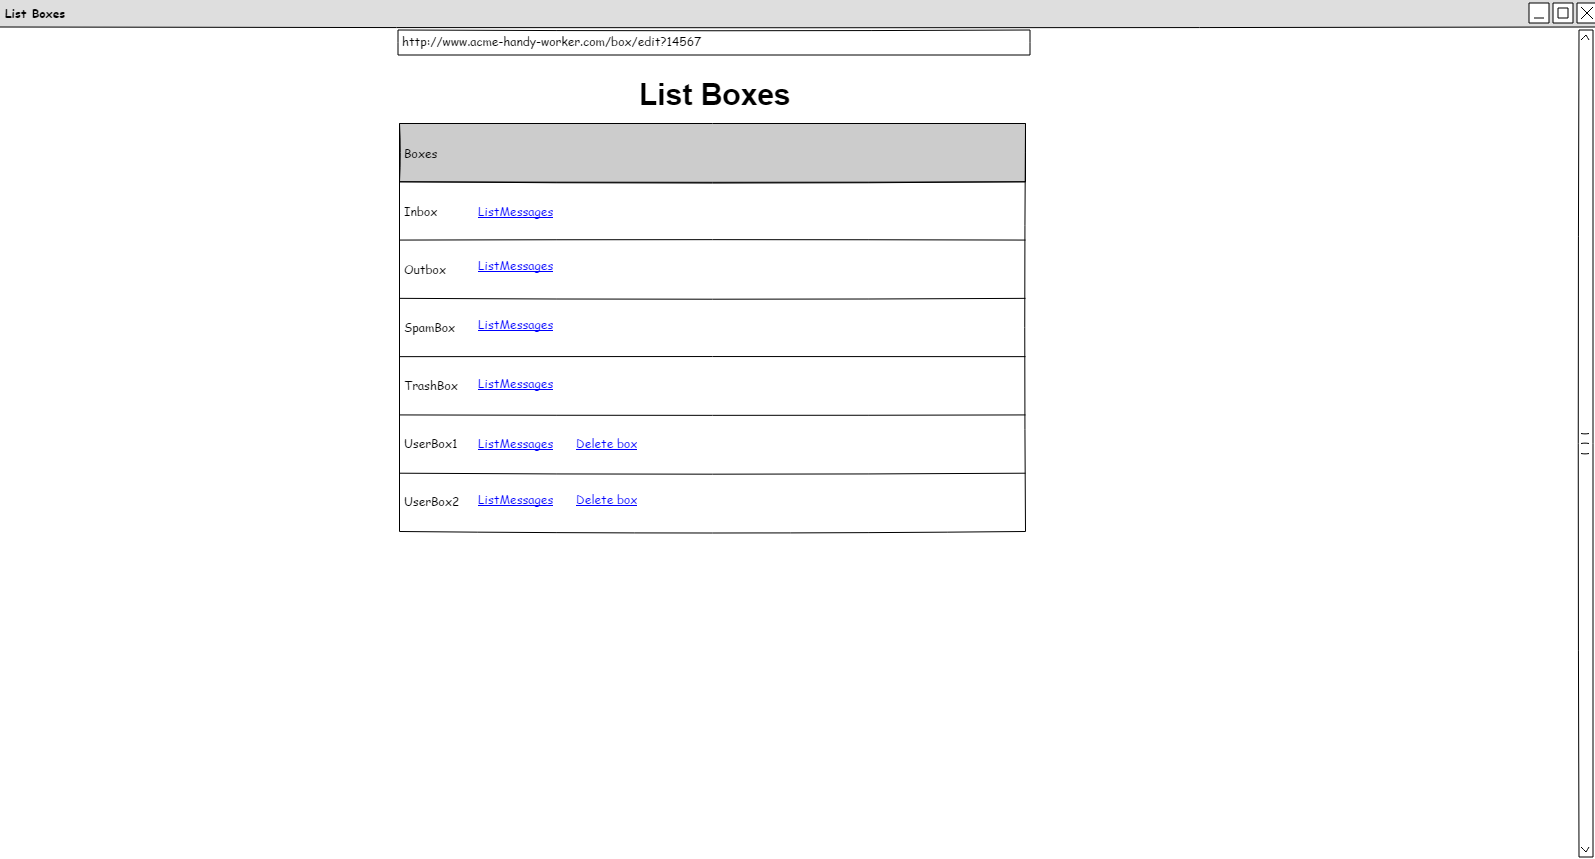 List Boxes
http://www.acme-handy-worker.com/box/edit?14567
List Boxes
Boxes
Inbox ListMessages
Outbox ListMessages
SpamBox ListMessages
TrashBox ListMessages
UserBox1 ListMessages Delete box
UserBox2 ListMessages Delete box